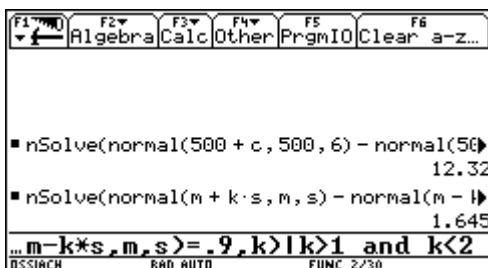 F1 F2 F3 F4 F5 F6
Algebra Calc Other PrgmIO Clear a-z…
▪ nSolve(normal(500 + c, 500, 6) - normal(50▶
12.32
▪ nSolve(normal(m + k·s, m, s) - normal(m -
1.645
…m-k*s,m,s)=.9,k)|k>1 and k<2
OSSIACH RAD AUTO FUNC 2/30